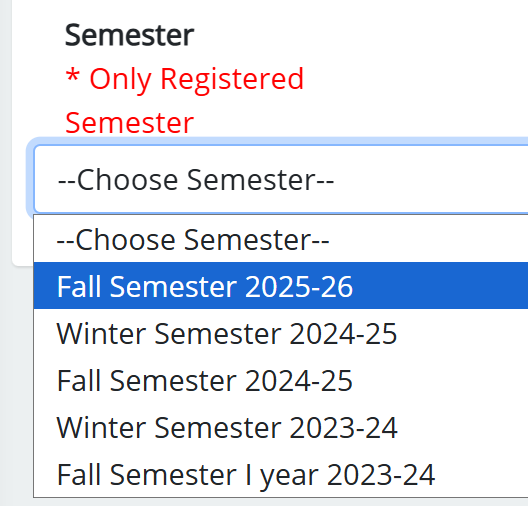 Semester
* Only Registered
Semester
--Choose Semester--
--Choose Semester--
Fall Semester 2025-26
Winter Semester 2024-25
Fall Semester 2024-25
Winter Semester 2023-24
Fall Semester I year 2023-24